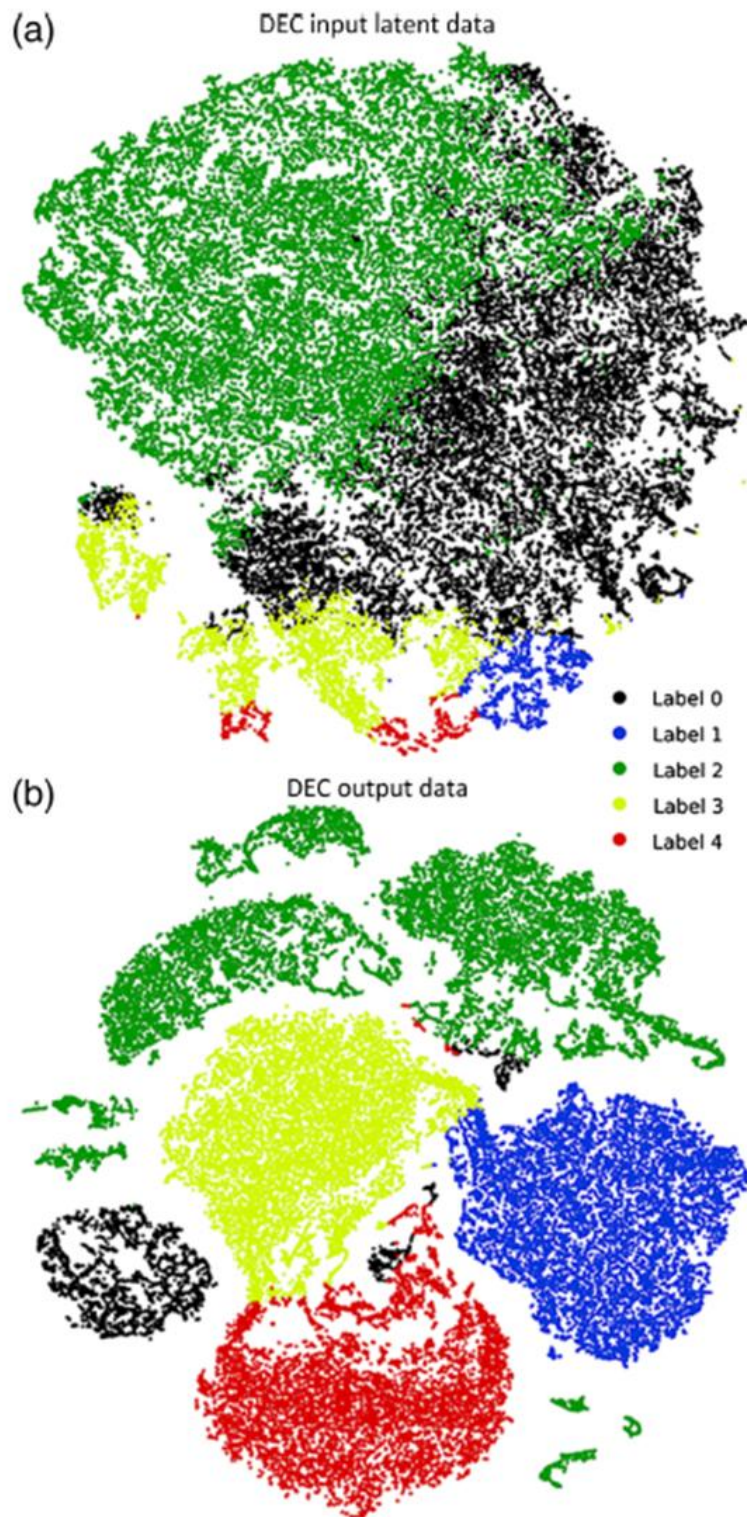 (a)
DEC input latent data
Label 0
Label 1
Label 2
Label 3
Label 4
(b)
DEC output data